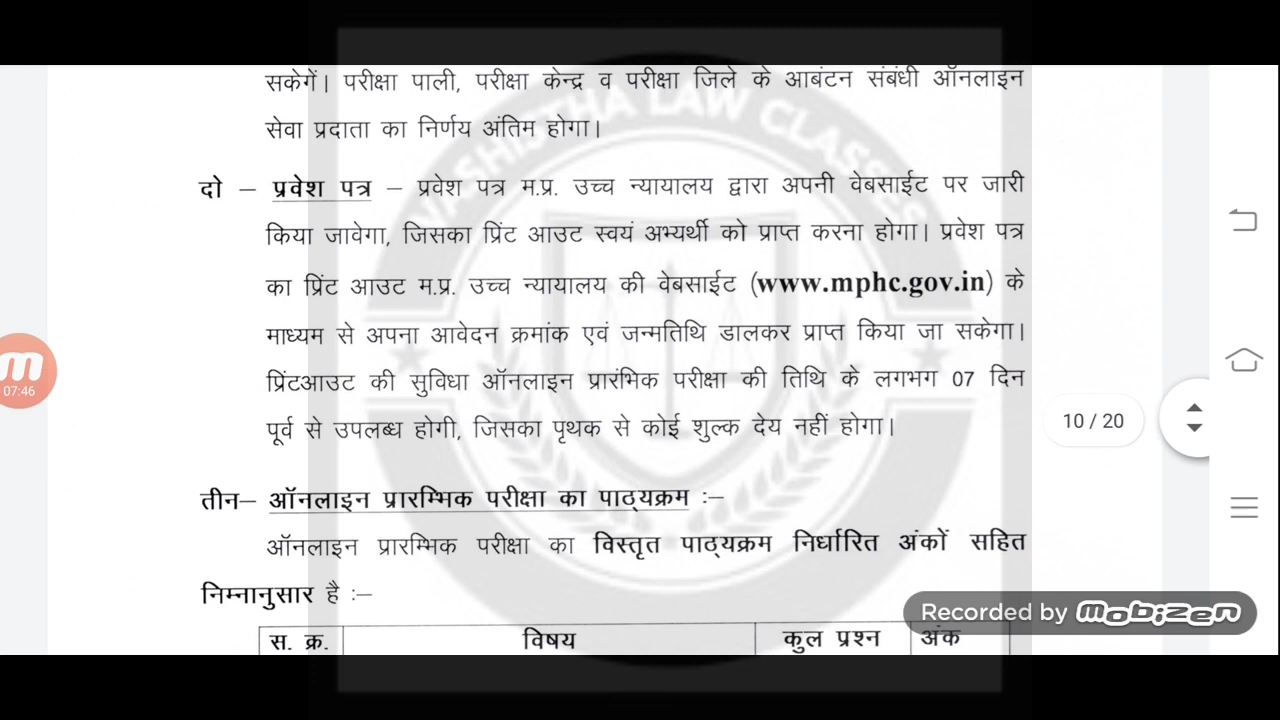 सकेगें। परीक्षा पाली, परीक्षा केन्द्र व परीक्षा जिले के आबंटन संबंधी ऑनलाइन
सेवा प्रदाता का निर्णय अंतिम होगा।
दो – प्रवेश पत्र – प्रवेश पत्र म.प्र. उच्च न्यायालय द्वारा अपनी वेबसाईट पर जारी
किया जावेगा, जिसका प्रिंट आउट स्वयं अभ्यर्थी को प्राप्त करना होगा। प्रवेश पत्र
का प्रिंट आउट म.प्र. उच्च न्यायालय की वेबसाईट (www.mphc.gov.in) के
माध्यम से अपना आवेदन क्रमांक एवं जन्मतिथि डालकर प्राप्त किया जा सकेगा।
प्रिंटआउट की सुविधा ऑनलाइन प्रारंभिक परीक्षा की तिथि के लगभग 07 दिन
पूर्व से उपलब्ध होगी, जिसका पृथक से कोई शुल्क देय नहीं होगा।
तीन– ऑनलाइन प्रारम्भिक परीक्षा का पाठ्यक्रम :–
ऑनलाइन प्रारम्भिक परीक्षा का विस्तृत पाठ्यक्रम निर्धारित अंकों सहित
निम्नानुसार है :–
स. क्र. विषय कुल प्रश्न अंक
VASHISTHA LAW CLASSES
07:46
10 / 20
Recorded by mobizen